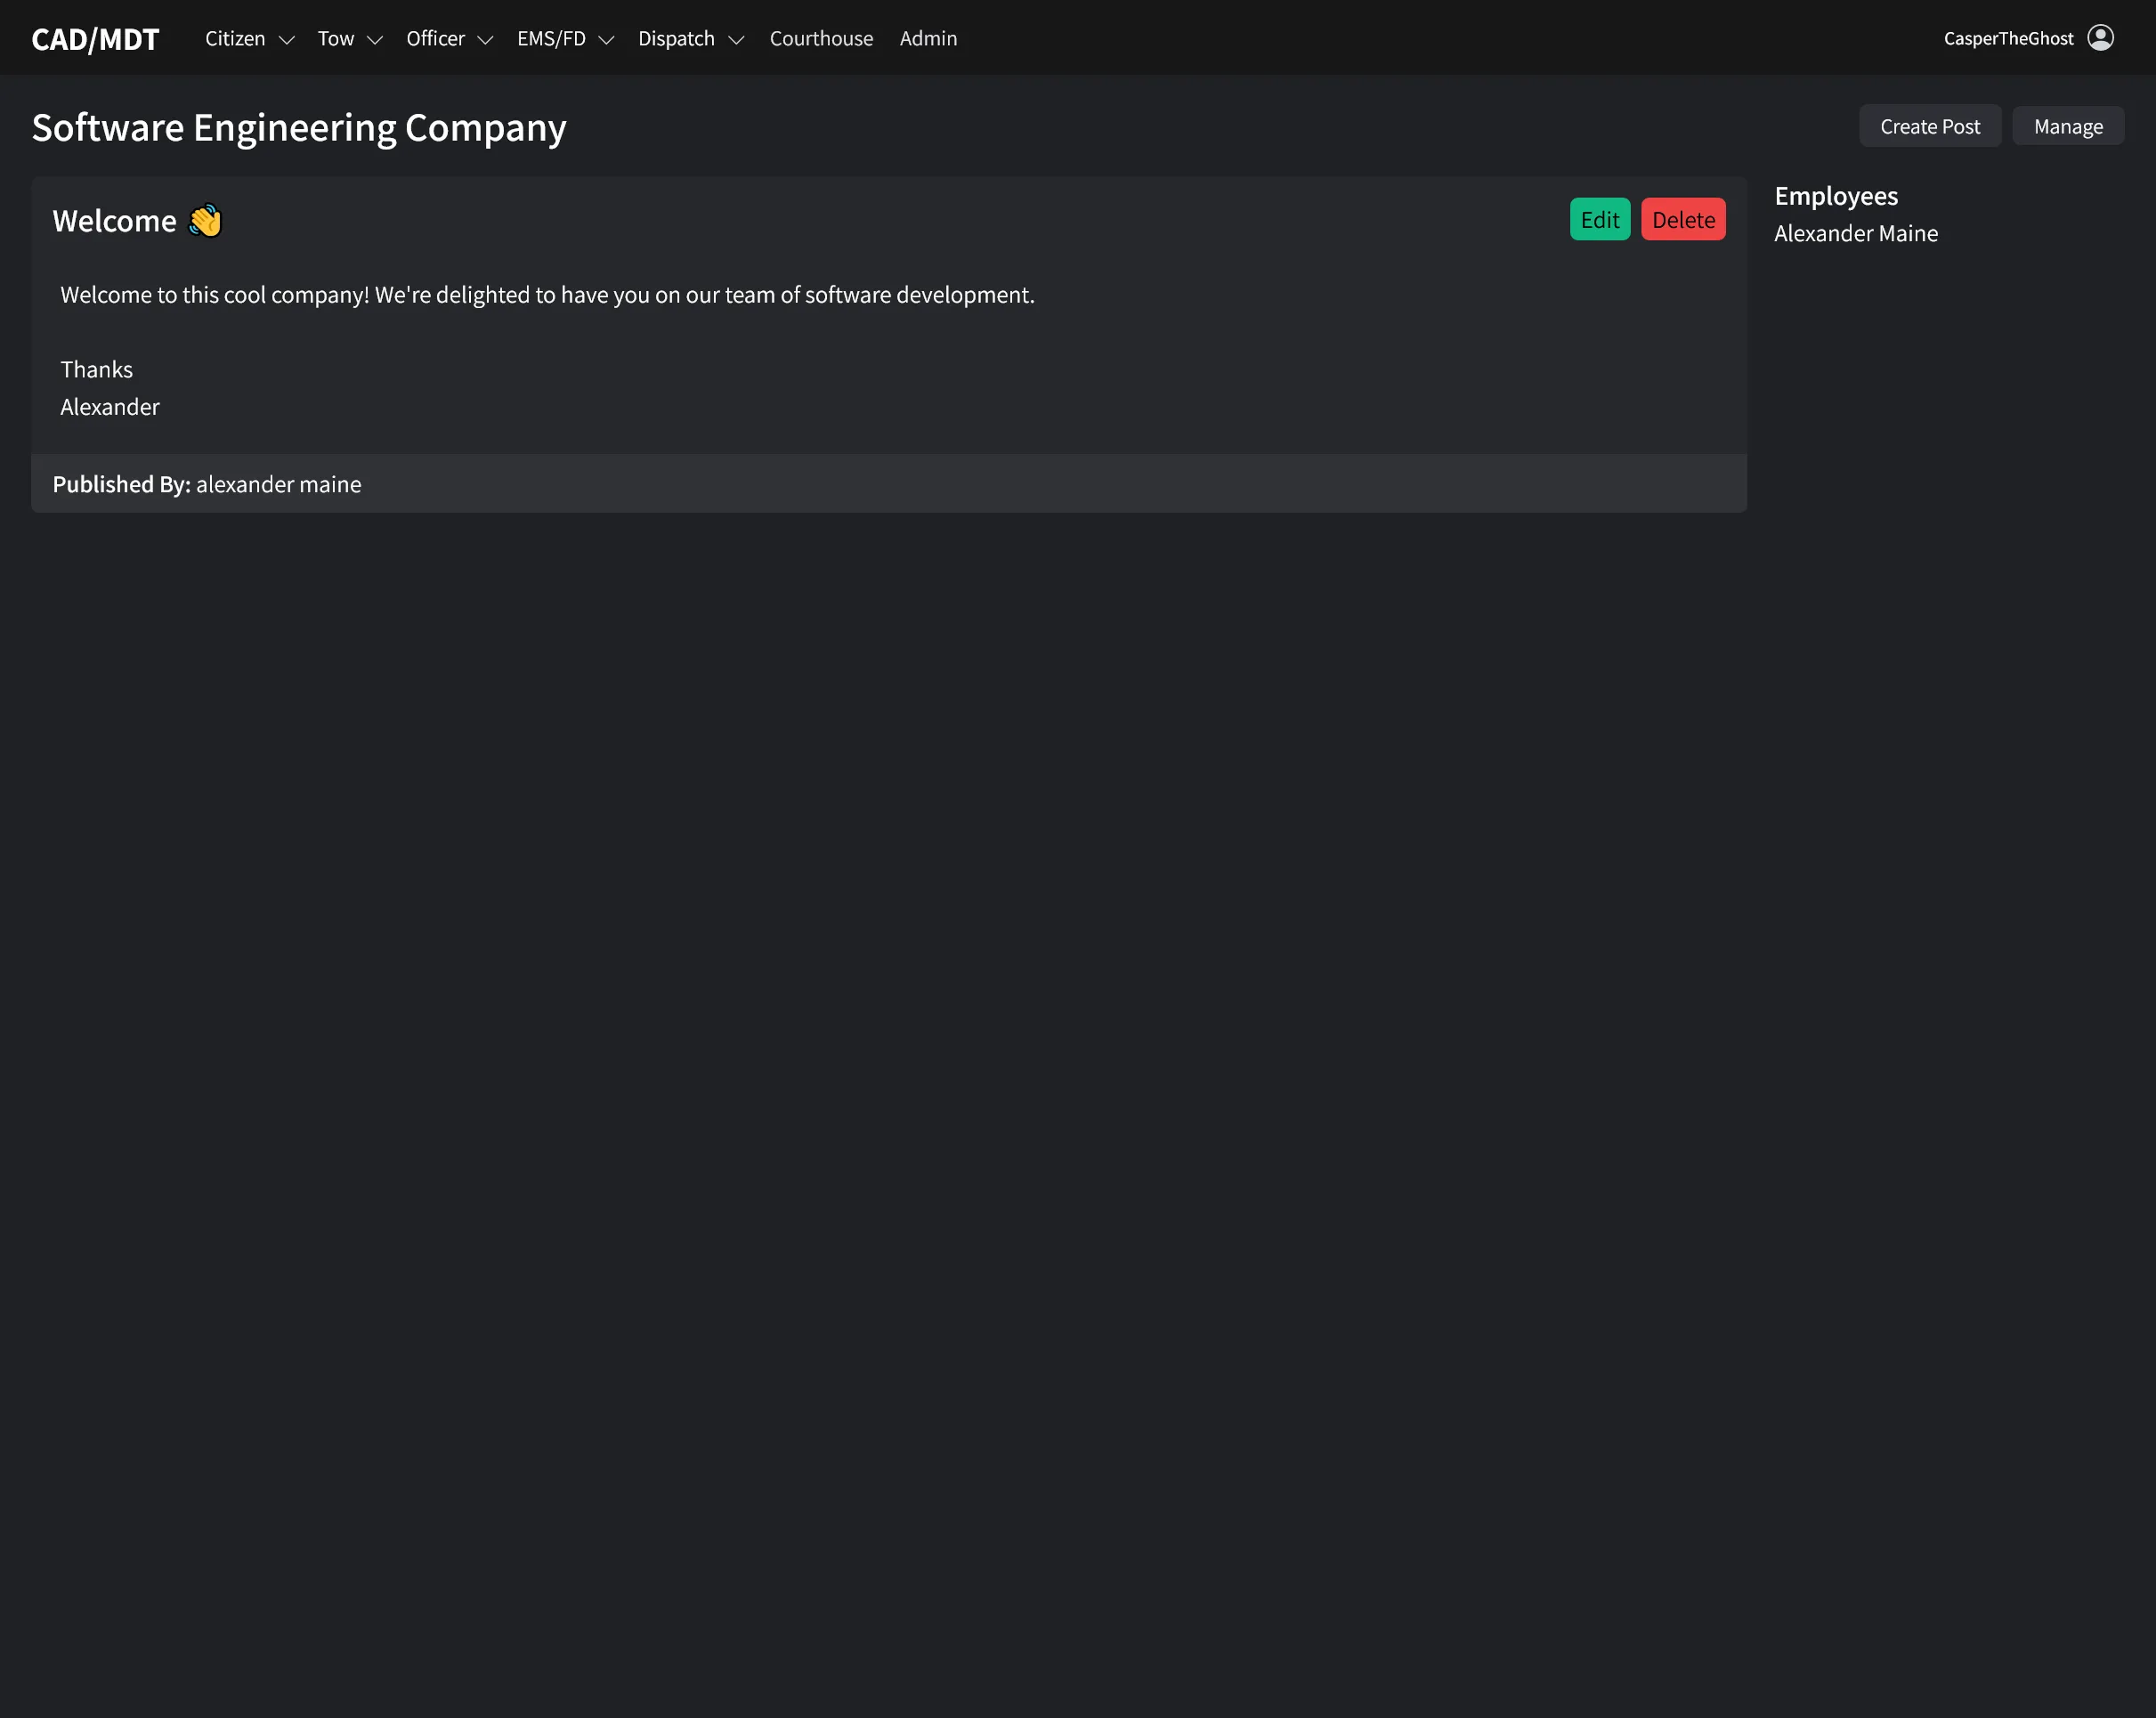 CAD/MDT Citizen Tow Officer EMS/FD Dispatch Courthouse Admin CasperTheGhost
Software Engineering Company
Create Post Manage
Welcome 👋
Edit Delete
Welcome to this cool company! We're delighted to have you on our team of software development.
Thanks
Alexander
Published By: alexander maine
Employees
Alexander Maine